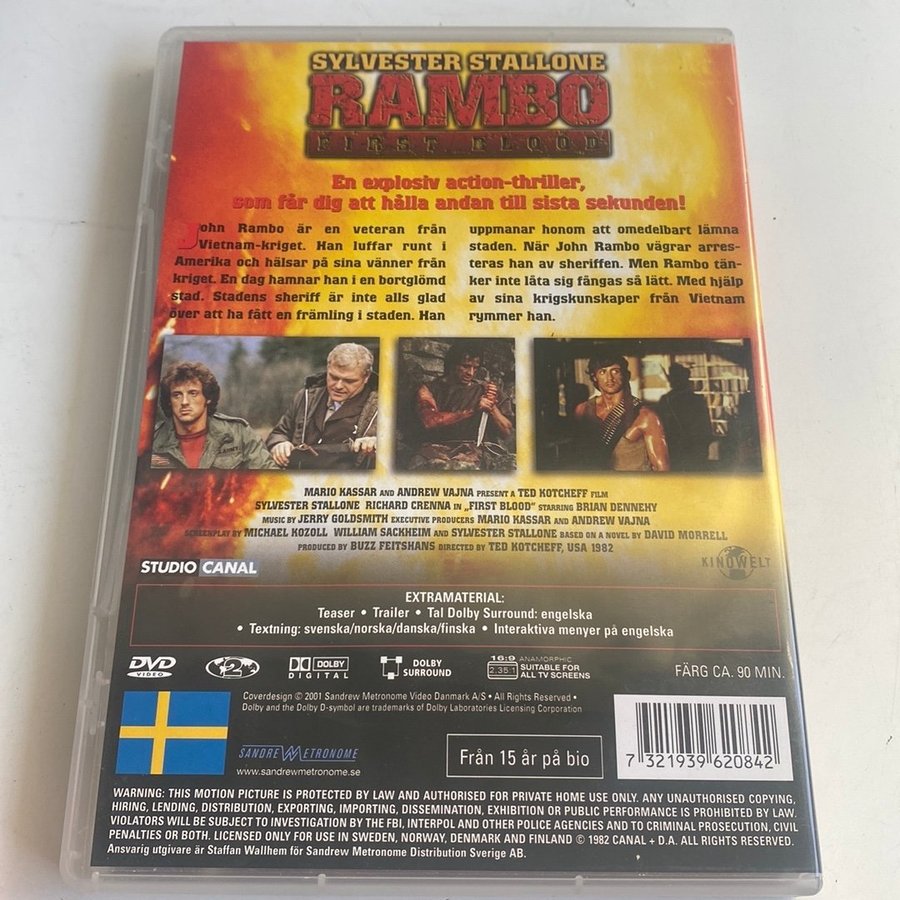 SYLVESTER STALLONE
RAMBO
FIRST BLOOD
En explosiv action-thriller,
som får dig att hålla andan till sista sekunden!
John Rambo är en veteran från
Vietnam-kriget. Han luffar runt i
Amerika och hälsar på sina vänner från
kriget. En dag hamnar han i en bortglömd
stad. Stadens sheriff är inte alls glad
över att ha fått en främling i staden. Han
uppmanar honom att omedelbart lämna
staden. När John Rambo vägrar arres-
teras han av sheriffen. Men Rambo tän-
ker inte låta sig fångas så lätt. Med hjälp
av sina krigskunskaper från Vietnam
rymmer han.
MARIO KASSAR AND ANDREW VAJNA PRESENT A TED KOTCHEFF FILM
SYLVESTER STALLONE RICHARD CRENNA IN „FIRST BLOOD" STARRING BRIAN DENNEHY
MUSIC BY JERRY GOLDSMITH EXECUTIVE PRODUCERS MARIO KASSAR AND ANDREW VAJNA
SCREENPLAY BY MICHAEL KOZOLL WILLIAM SACKHEIM AND SYLVESTER STALLONE BASED ON A NOVEL BY DAVID MORRELL
PRODUCED BY BUZZ FEITSHANS DIRECTED BY TED KOTCHEFF, USA 1982
STUDIO CANAL
KINOWELT
EXTRAMATERIAL:
Teaser • Trailer • Tal Dolby Surround: engelska
• Textning: svenska/norska/danska/finska • Interaktiva menyer på engelska
DVD VIDEO
2
DOLBY DIGITAL
DOLBY SURROUND
16:9 2.35:1
ANAMORPHIC
SUITABLE FOR
ALL TV SCREENS
FÄRG CA. 90 MIN.
Coverdesign © 2001 Sandrew Metronome Video Danmark A/S • All Rights Reserved •
Dolby and the Dolby D-symbol are trademarks of Dolby Laboratories Licensing Corporation
SANDREW METRONOME
www.sandrewmetronome.se
Från 15 år på bio
7 321939 620842
WARNING: THIS MOTION PICTURE IS PROTECTED BY LAW AND AUTHORISED FOR PRIVATE HOME USE ONLY. ANY UNAUTHORISED COPYING,
HIRING, LENDING, DISTRIBUTION, EXPORTING, IMPORTING, DISSEMINATION, EXHIBITION OR PUBLIC PERFORMANCE IS PROHIBITED BY LAW.
VIOLATORS WILL BE SUBJECT TO INVESTIGATION BY THE FBI, INTERPOL AND OTHER POLICE AGENCIES AND TO CRIMINAL PROSECUTION, CIVIL
PENALTIES OR BOTH. LICENSED ONLY FOR USE IN SWEDEN, NORWAY, DENMARK AND FINLAND © 1982 CANAL + D.A. ALL RIGHTS RESERVED.
Ansvarig utgivare är Staffan Wallhem för Sandrew Metronome Distribution Sverige AB.